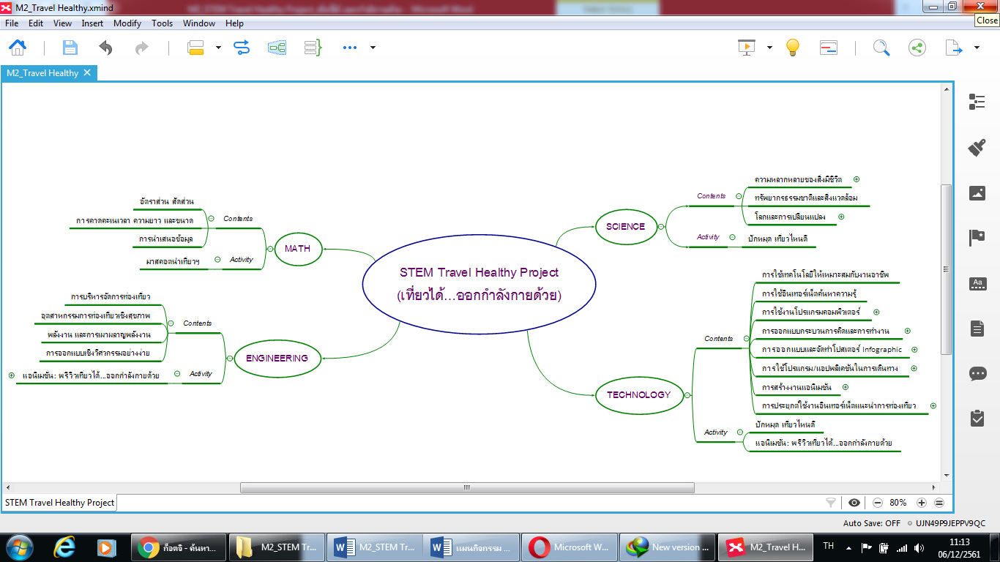 M2_Travel Healthy.xmind
Close
File Edit View Insert Modify Tools Window Help
M2_Travel Healthy
STEM Travel Healthy Project
(เที่ยวได้...ออกกำลังกายด้วย)
MATH
Contents
อัตราส่วน สัดส่วน
การคาดคะเนเวลา ความยาว และขนาด
การนำเสนอข้อมูล
Activity
มาสคอตนำเที่ยวฯ
ENGINEERING
Contents
การบริหารจัดการท่องเที่ยว
อุตสาหกรรมการท่องเที่ยวเชิงสุขภาพ
พลังงาน และการเผาผลาญพลังงาน
การออกแบบเชิงวิศวกรรมอย่างง่าย
Activity
แอนิเมชัน: พรีวิวเที่ยวได้...ออกกำลังกายด้วย
SCIENCE
Contents
ความหลากหลายของสิ่งมีชีวิต
ทรัพยากรธรรมชาติและสิ่งแวดล้อม
โลกและการเปลี่ยนแปลง
Activity
ปักหมุด เที่ยวไหนดี
TECHNOLOGY
Contents
การใช้เทคโนโลยีให้เหมาะสมกับงานอาชีพ
การใช้อินเทอร์เน็ตค้นหาความรู้
การใช้งานโปรแกรมคอมพิวเตอร์
การออกแบบกระบวนการคิดและการทำงาน
การออกแบบและจัดทำโปสเตอร์ Infographic
การใช้โปรแกรม/แอปพลิเคชันในการเดินทาง
การสร้างงานแอนิเมชัน
การประยุกต์ใช้งานอินเทอร์เน็ตแนะนำการท่องเที่ยว
Activity
ปักหมุด เที่ยวไหนดี
แอนิเมชัน: พรีวิวเที่ยวได้...ออกกำลังกายด้วย
STEM Travel Healthy Project
80%
Auto Save: OFF UJN49P9JEPPV9QC
ก็อตจิ - ค้นหา...
M2_STEM Tr...
M2_STEM Tr...
แผนกิจกรรม ...
Microsoft W...
New version ...
M2_Travel H...
TH
11:13
06/12/2561